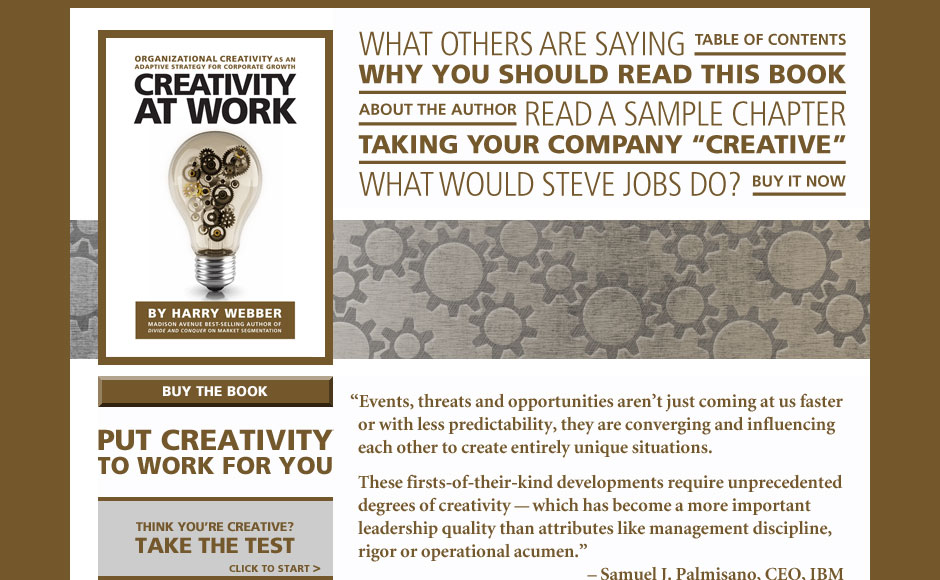 ORGANIZATIONAL CREATIVITY AS AN
ADAPTIVE STRATEGY FOR CORPORATE GROWTH
CREATIVITY
AT WORK
BY HARRY WEBBER
MADISON AVENUE BEST-SELLING AUTHOR OF
DIVIDE AND CONQUER ON MARKET SEGMENTATION
WHAT OTHERS ARE SAYING TABLE OF CONTENTS
WHY YOU SHOULD READ THIS BOOK
ABOUT THE AUTHOR READ A SAMPLE CHAPTER
TAKING YOUR COMPANY “CREATIVE”
WHAT WOULD STEVE JOBS DO? BUY IT NOW
BUY THE BOOK
PUT CREATIVITY
TO WORK FOR YOU
THINK YOU’RE CREATIVE?
TAKE THE TEST
CLICK TO START >
“Events, threats and opportunities aren’t just coming at us faster
or with less predictability, they are converging and influencing
each other to create entirely unique situations.
These firsts-of-their-kind developments require unprecedented
degrees of creativity — which has become a more important
leadership quality than attributes like management discipline,
rigor or operational acumen.”
– Samuel J. Palmisano, CEO, IBM